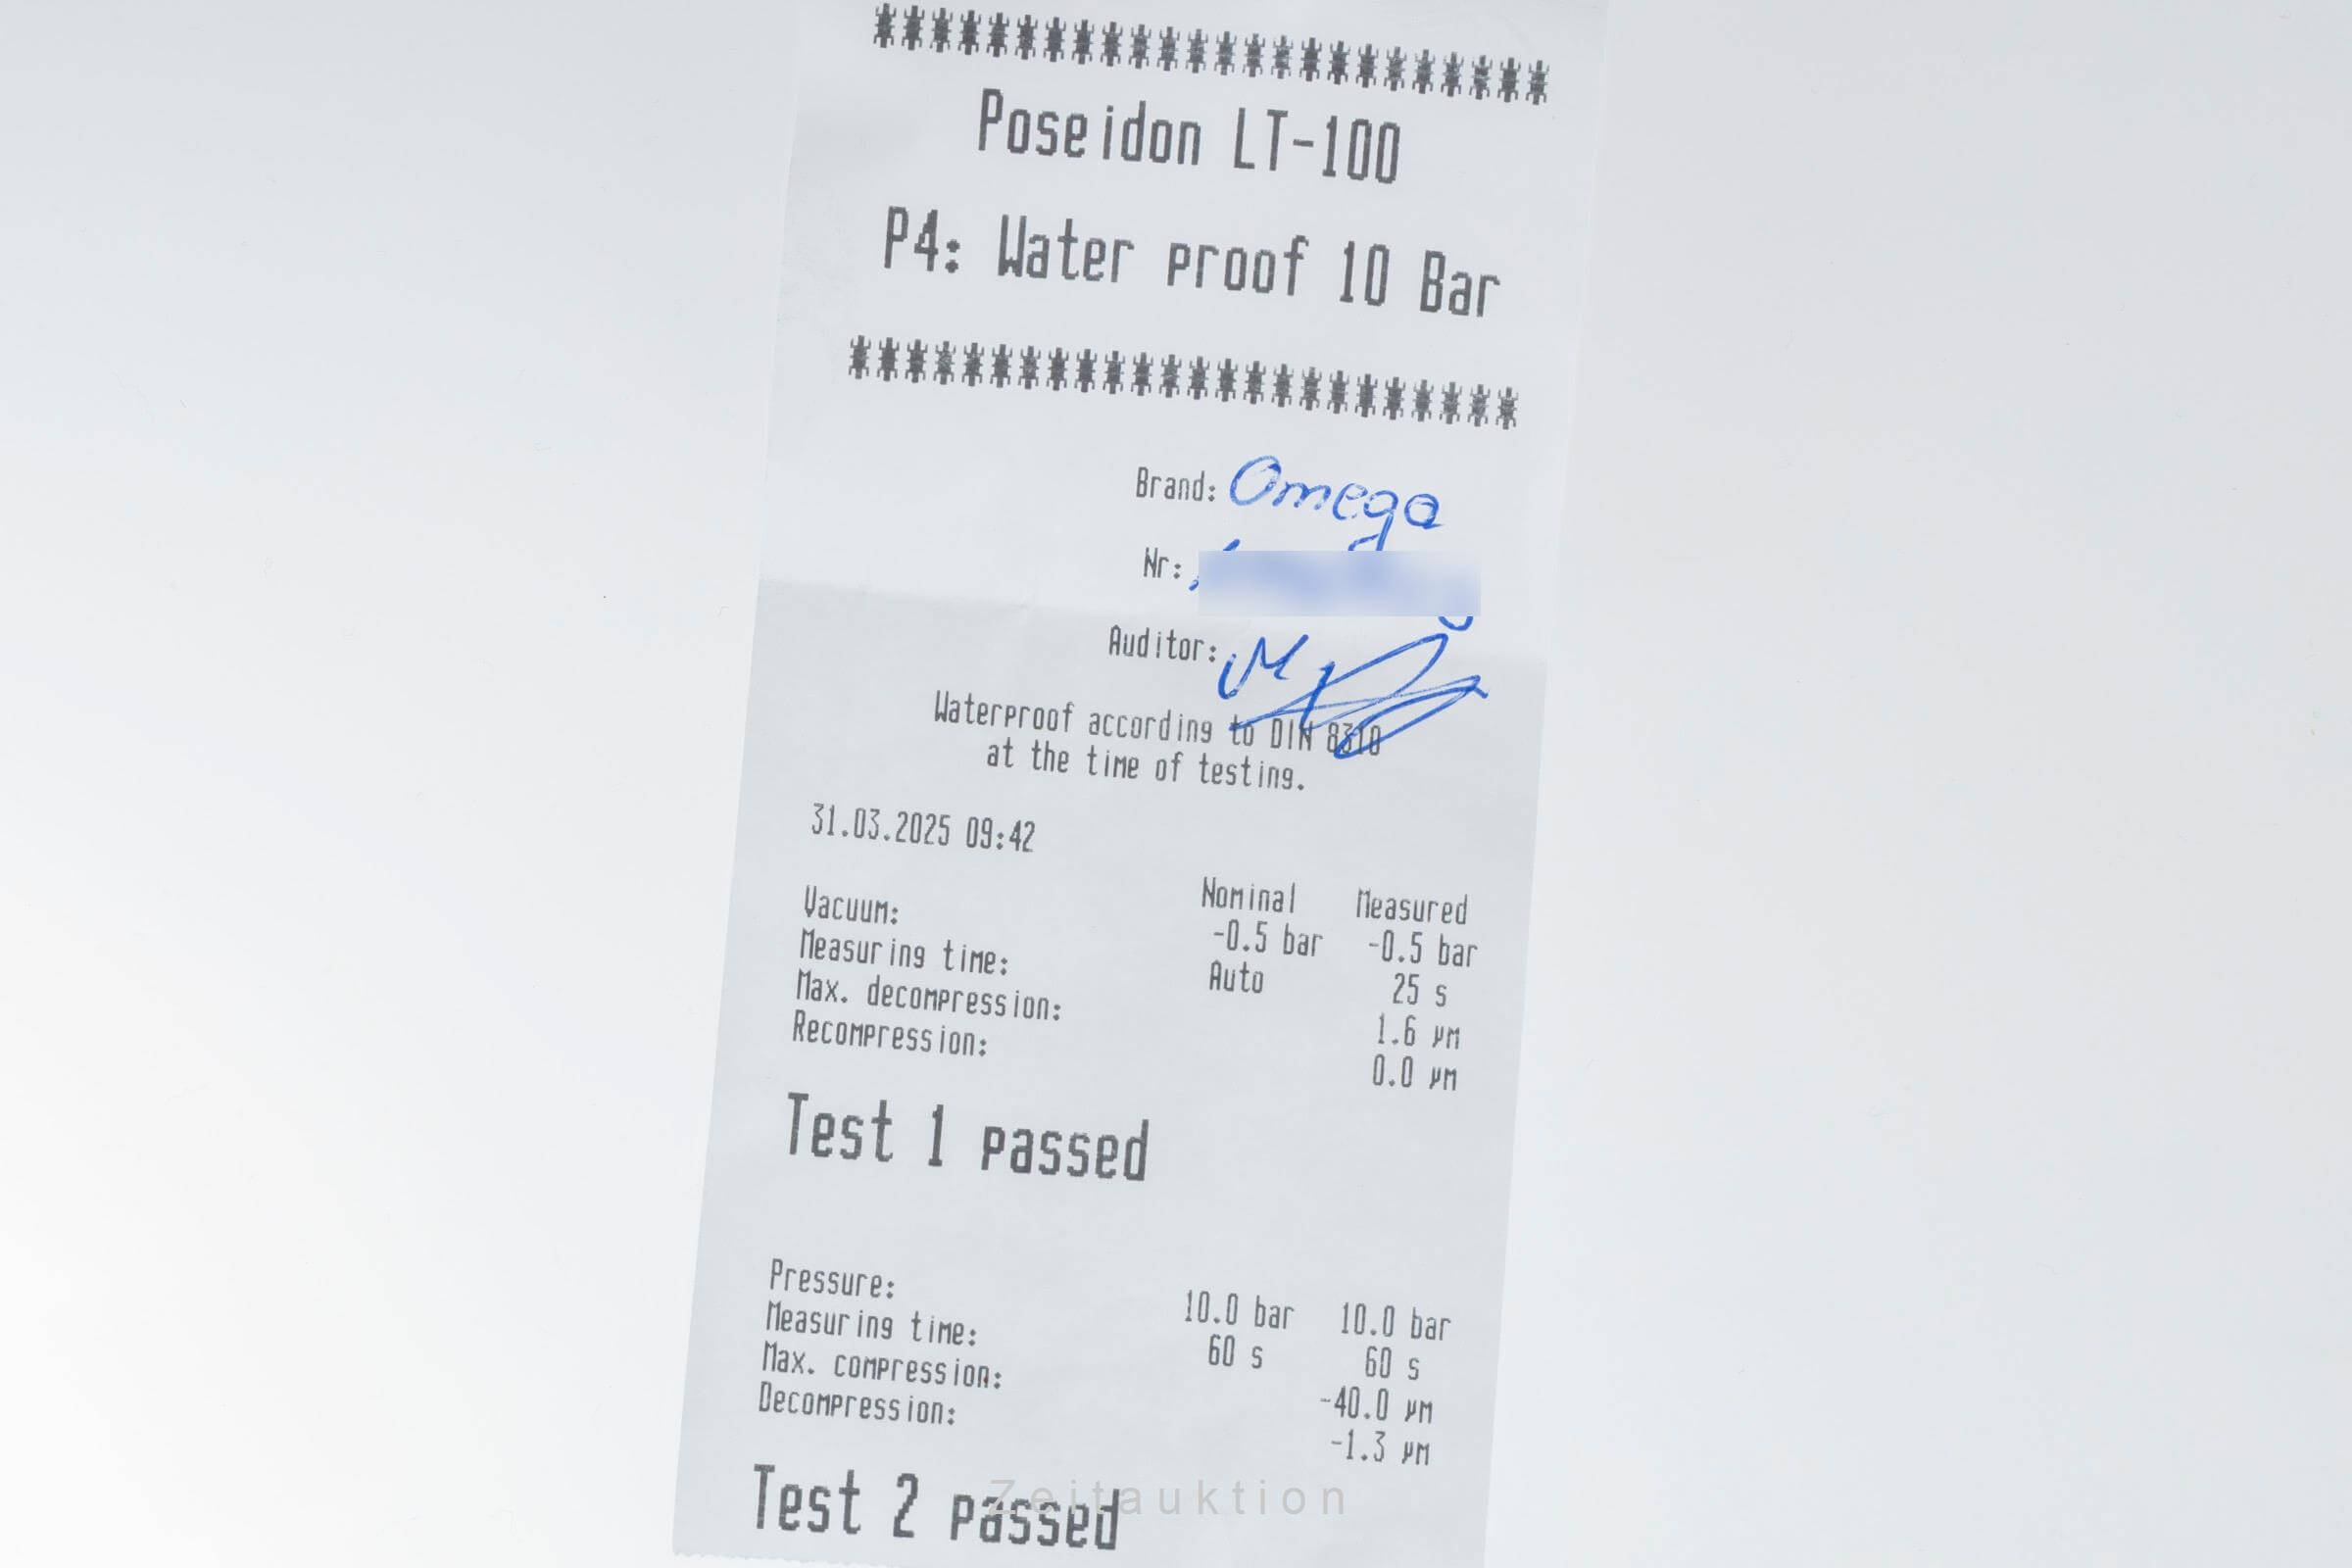 ************************
Poseidon LT-100
P4: Water proof 10 Bar
************************
Brand: Omega
Nr:
Auditor:
Waterproof according to DIN 8310
at the time of testing.
31.03.2025 09:42
Nominal Measured
Vacuum: -0.5 bar -0.5 bar
Measuring time: Auto 25 s
Max. decompression: 1.6 µm
Recompression: 0.0 µm
Test 1 passed
Pressure: 10.0 bar 10.0 bar
Measuring time: 60 s 60 s
Max. compression: -40.0 µm
Decompression: -1.3 µm
Test 2 passed
Zeitauktion